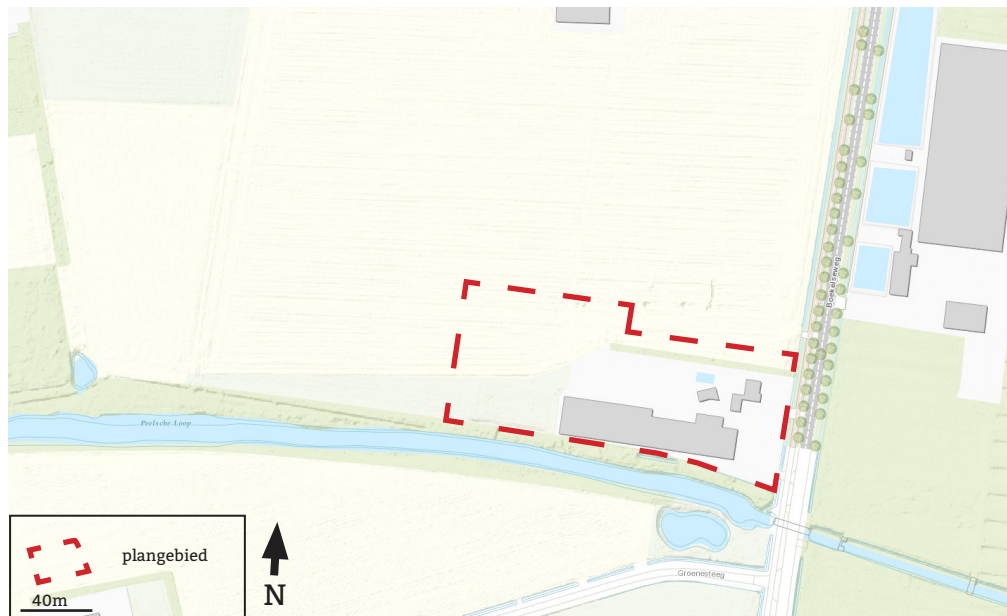 Boekelseweg
Peelsche Loop
plangebied
40m
N
Groenesteeg